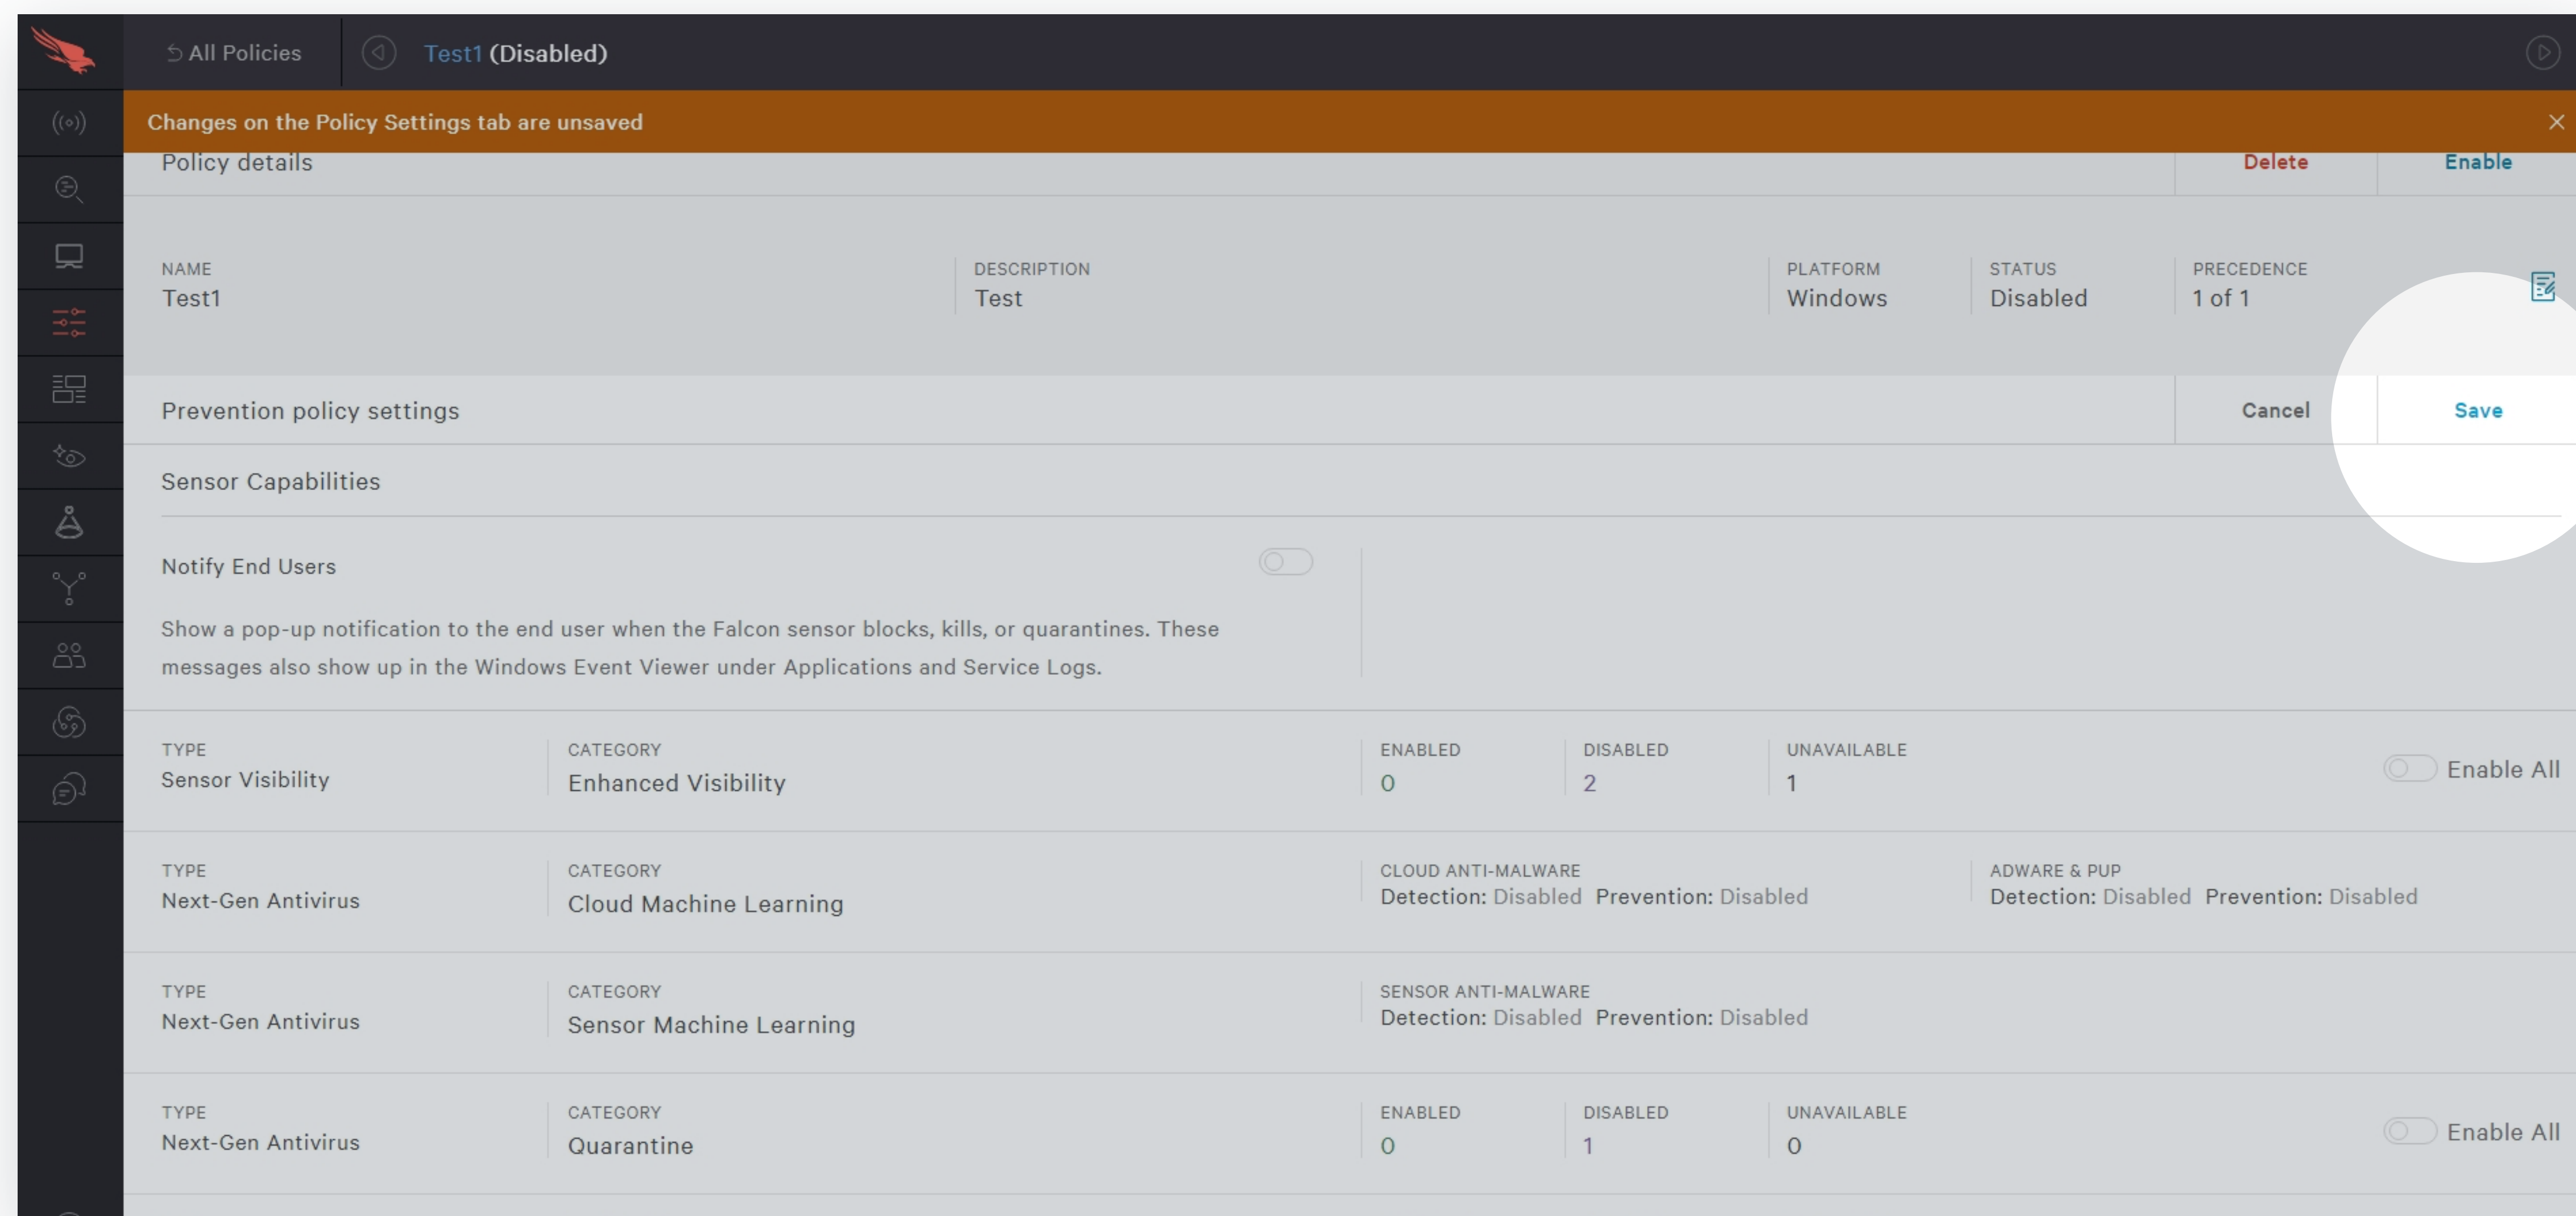 All Policies
Test1 (Disabled)
Changes on the Policy Settings tab are unsaved
Policy details
Delete
Enable
NAME
Test1
DESCRIPTION
Test
PLATFORM
Windows
STATUS
Disabled
PRECEDENCE
1 of 1
Prevention policy settings
Cancel
Save
Sensor Capabilities
Notify End Users
Show a pop-up notification to the end user when the Falcon sensor blocks, kills, or quarantines. These
messages also show up in the Windows Event Viewer under Applications and Service Logs.
TYPE
Sensor Visibility
CATEGORY
Enhanced Visibility
ENABLED
0
DISABLED
2
UNAVAILABLE
1
Enable All
TYPE
Next-Gen Antivirus
CATEGORY
Cloud Machine Learning
CLOUD ANTI-MALWARE
Detection: Disabled Prevention: Disabled
ADWARE & PUP
Detection: Disabled Prevention: Disabled
TYPE
Next-Gen Antivirus
CATEGORY
Sensor Machine Learning
SENSOR ANTI-MALWARE
Detection: Disabled Prevention: Disabled
TYPE
Next-Gen Antivirus
CATEGORY
Quarantine
ENABLED
0
DISABLED
1
UNAVAILABLE
0
Enable All